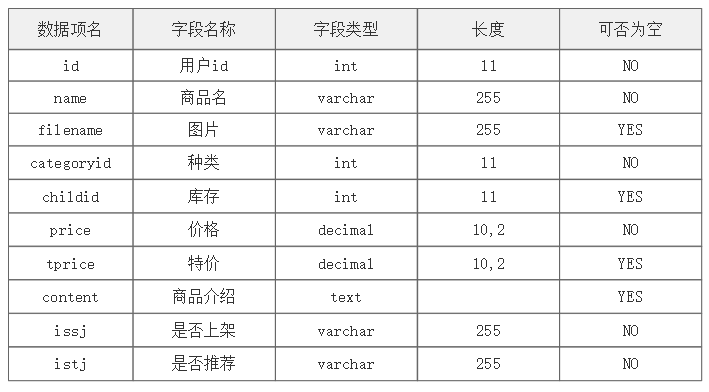 数据项名 字段名称 字段类型 长度 可否为空
id 用户id int 11 NO
name 商品名 varchar 255 NO
filename 图片 varchar 255 YES
categoryid 种类 int 11 NO
childid 库存 int 11 YES
price 价格 decimal 10,2 NO
tprice 特价 decimal 10,2 YES
content 商品介绍 text YES
issj 是否上架 varchar 255 NO
istj 是否推荐 varchar 255 NO